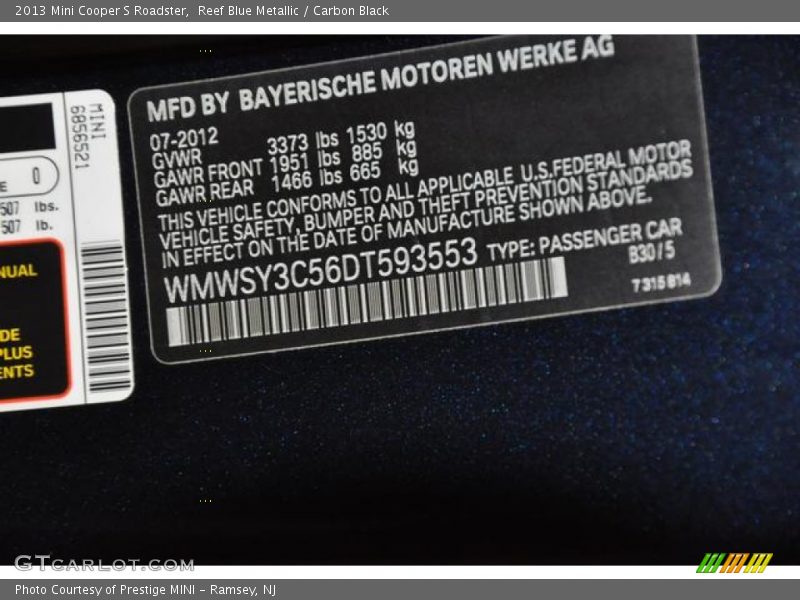 2013 Mini Cooper S Roadster,  Reef Blue Metallic / Carbon Black
MFD BY BAYERISCHE MOTOREN WERKE AG
07-2012
GVWR 3373 lbs 1530 kg
GAWR FRONT 1951 lbs 885 kg
GAWR REAR 1466 lbs 665 kg
THIS VEHICLE CONFORMS TO ALL APPLICABLE U.S.FEDERAL MOTOR
VEHICLE SAFETY, BUMPER AND THEFT PREVENTION STANDARDS
IN EFFECT ON THE DATE OF MANUFACTURE SHOWN ABOVE.
WMWSY3C56DT593553 TYPE: PASSENGER CAR
B30/5
7315814
MINI
6856521
E 0
507 lbs.
507 lb.
NUAL
DE
PLUS
ENTS
GTCARLOT.COM
Photo Courtesy of Prestige MINI - Ramsey, NJ